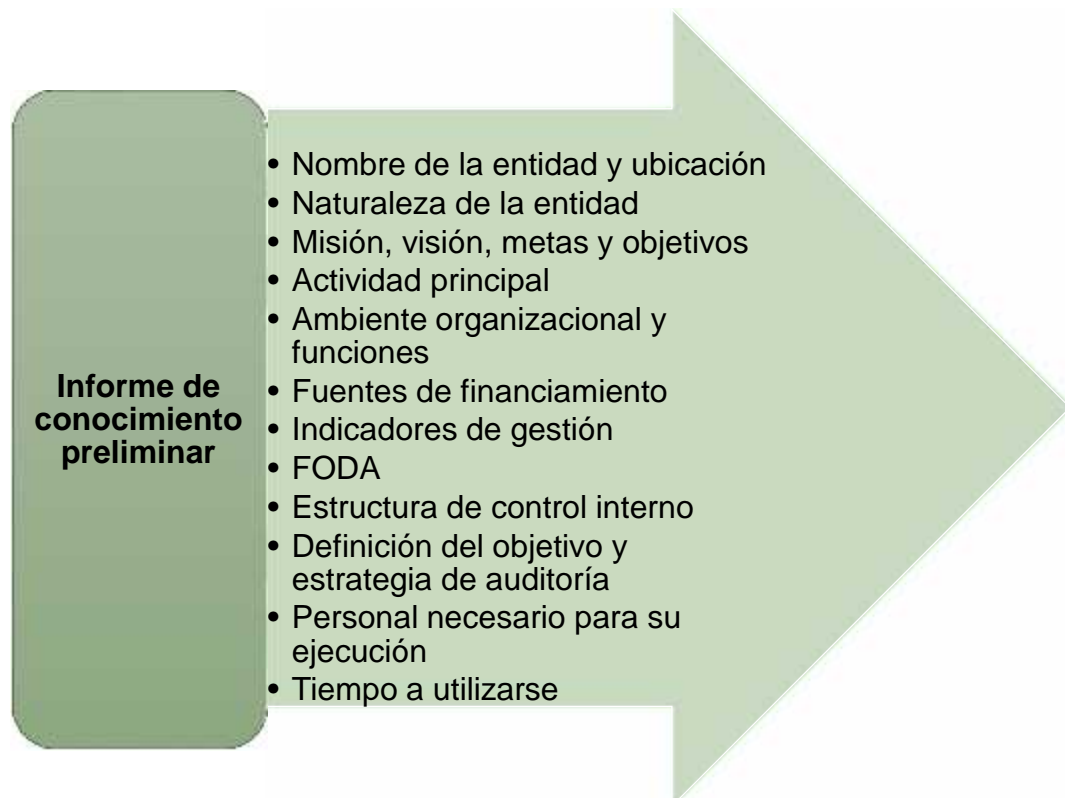 Informe de
conocimiento
preliminar
• Nombre de la entidad y ubicación
• Naturaleza de la entidad
• Misión, visión, metas y objetivos
• Actividad principal
• Ambiente organizacional y
funciones
• Fuentes de financiamiento
• Indicadores de gestión
• FODA
• Estructura de control interno
• Definición del objetivo y
estrategia de auditoría
• Personal necesario para su
ejecución
• Tiempo a utilizarse